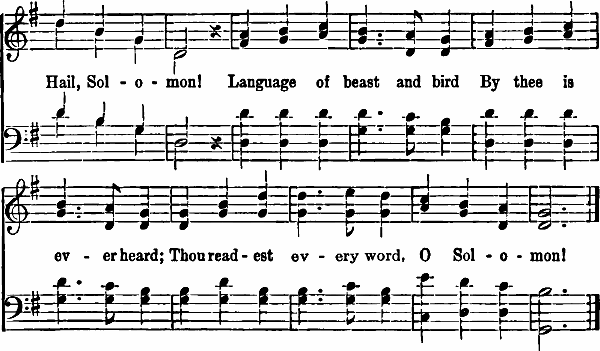 Hail, Sol - o - mon! Language of beast and bird By thee is
ev - er heard; Thou read - est ev - ery word, O Sol - o - mon!